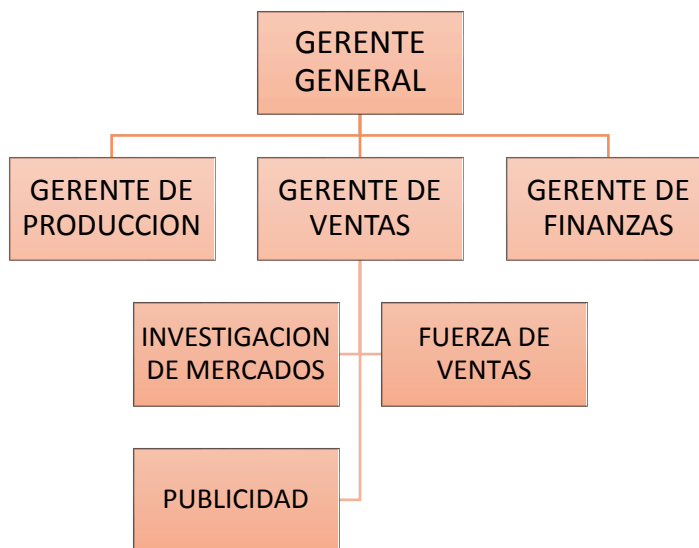 GERENTE
GENERAL
GERENTE DE
PRODUCCION
GERENTE DE
VENTAS
GERENTE DE
FINANZAS
INVESTIGACION
DE MERCADOS
FUERZA DE
VENTAS
PUBLICIDAD